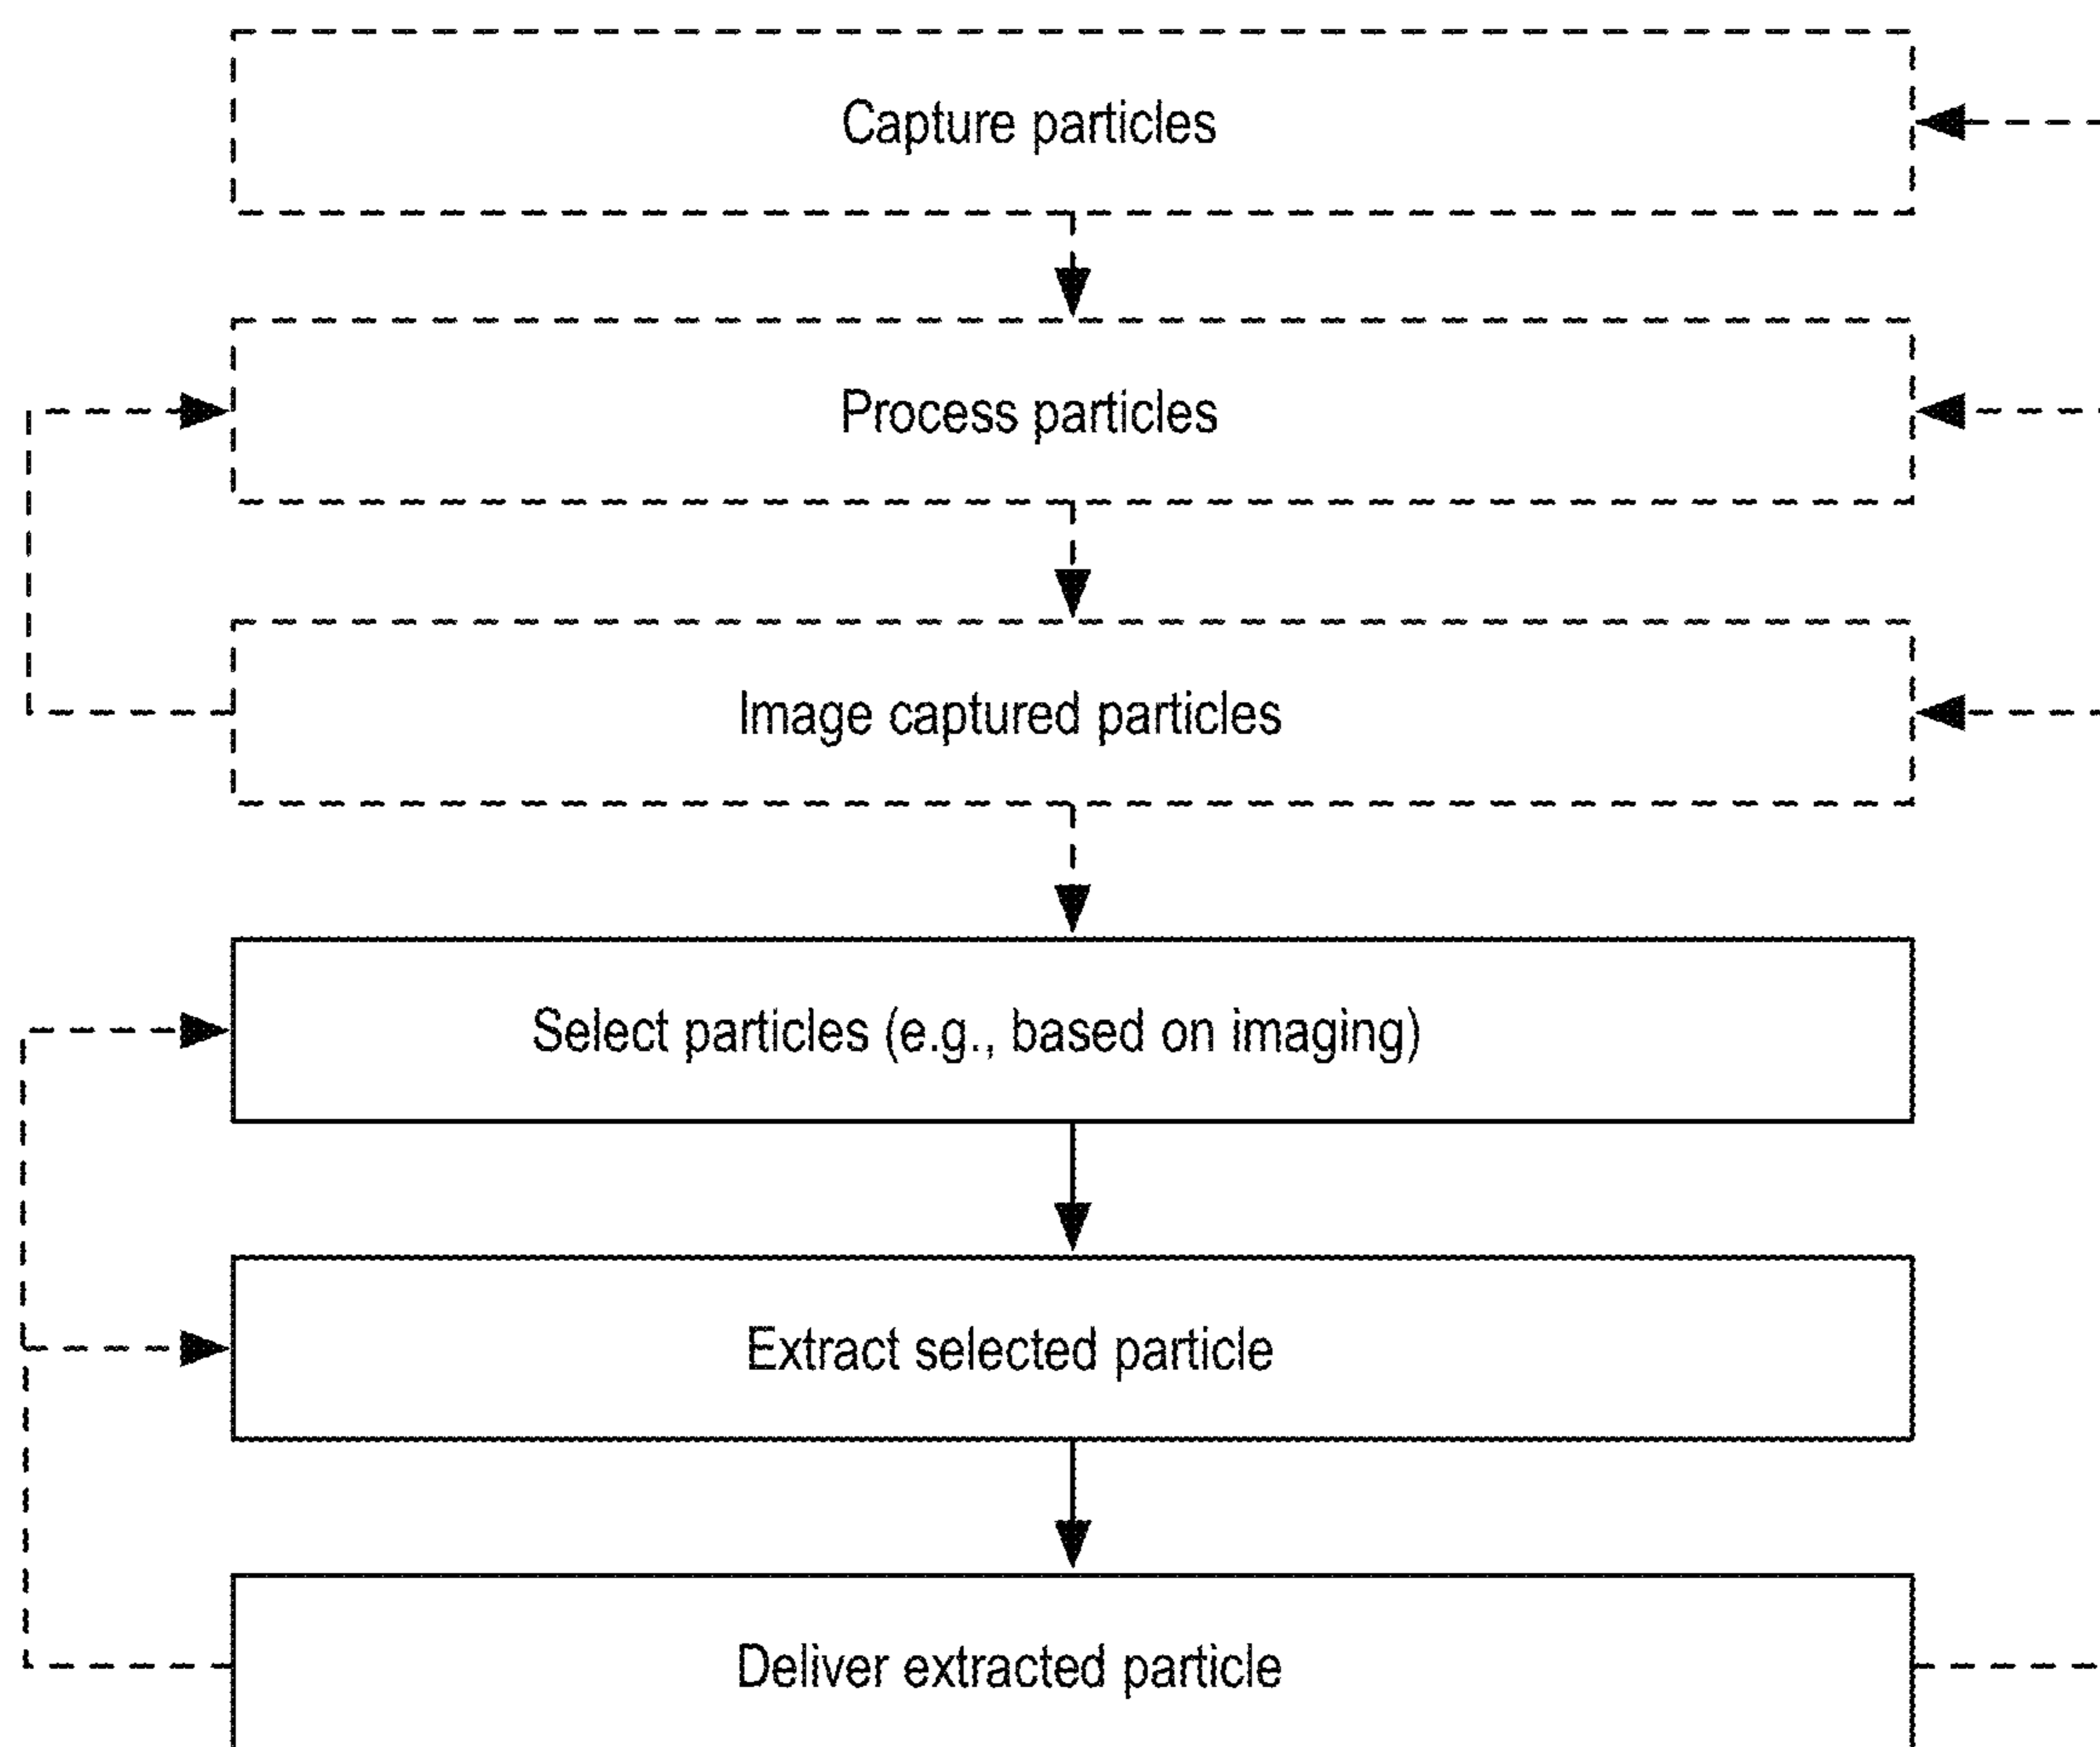 Capture particles
Process particles
Image captured particles
Select particles (e.g., based on imaging)
Extract selected particle
Deliver extracted particle